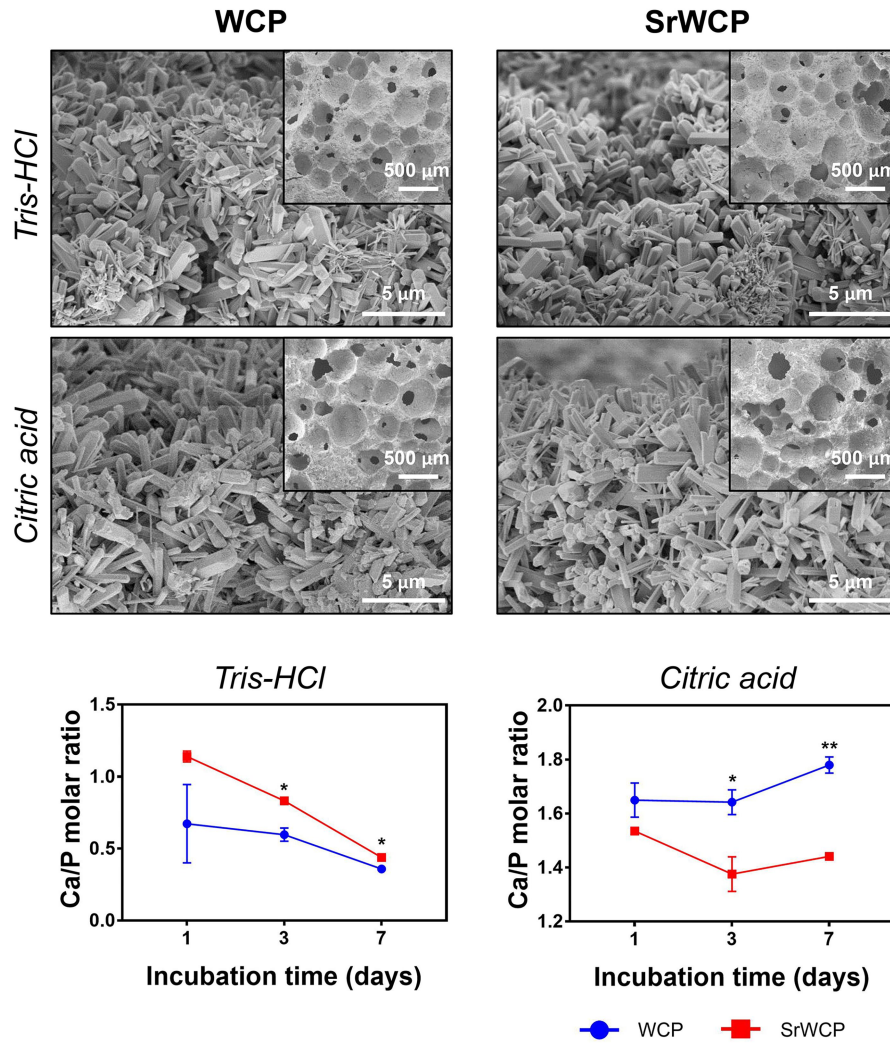 WCP
SrWCP
Tris-HCl
500 µm
5 µm
500 µm
5 µm
Citric acid
500 µm
5 µm
500 µm
5 µm
Tris-HCl
Ca/P molar ratio
1.5
1.0
0.5
0.0
*
*
1
3
7
Incubation time (days)
Citric acid
Ca/P molar ratio
2.0
1.8
1.6
1.4
1.2
*
**
1
3
7
Incubation time (days)
WCP
SrWCP